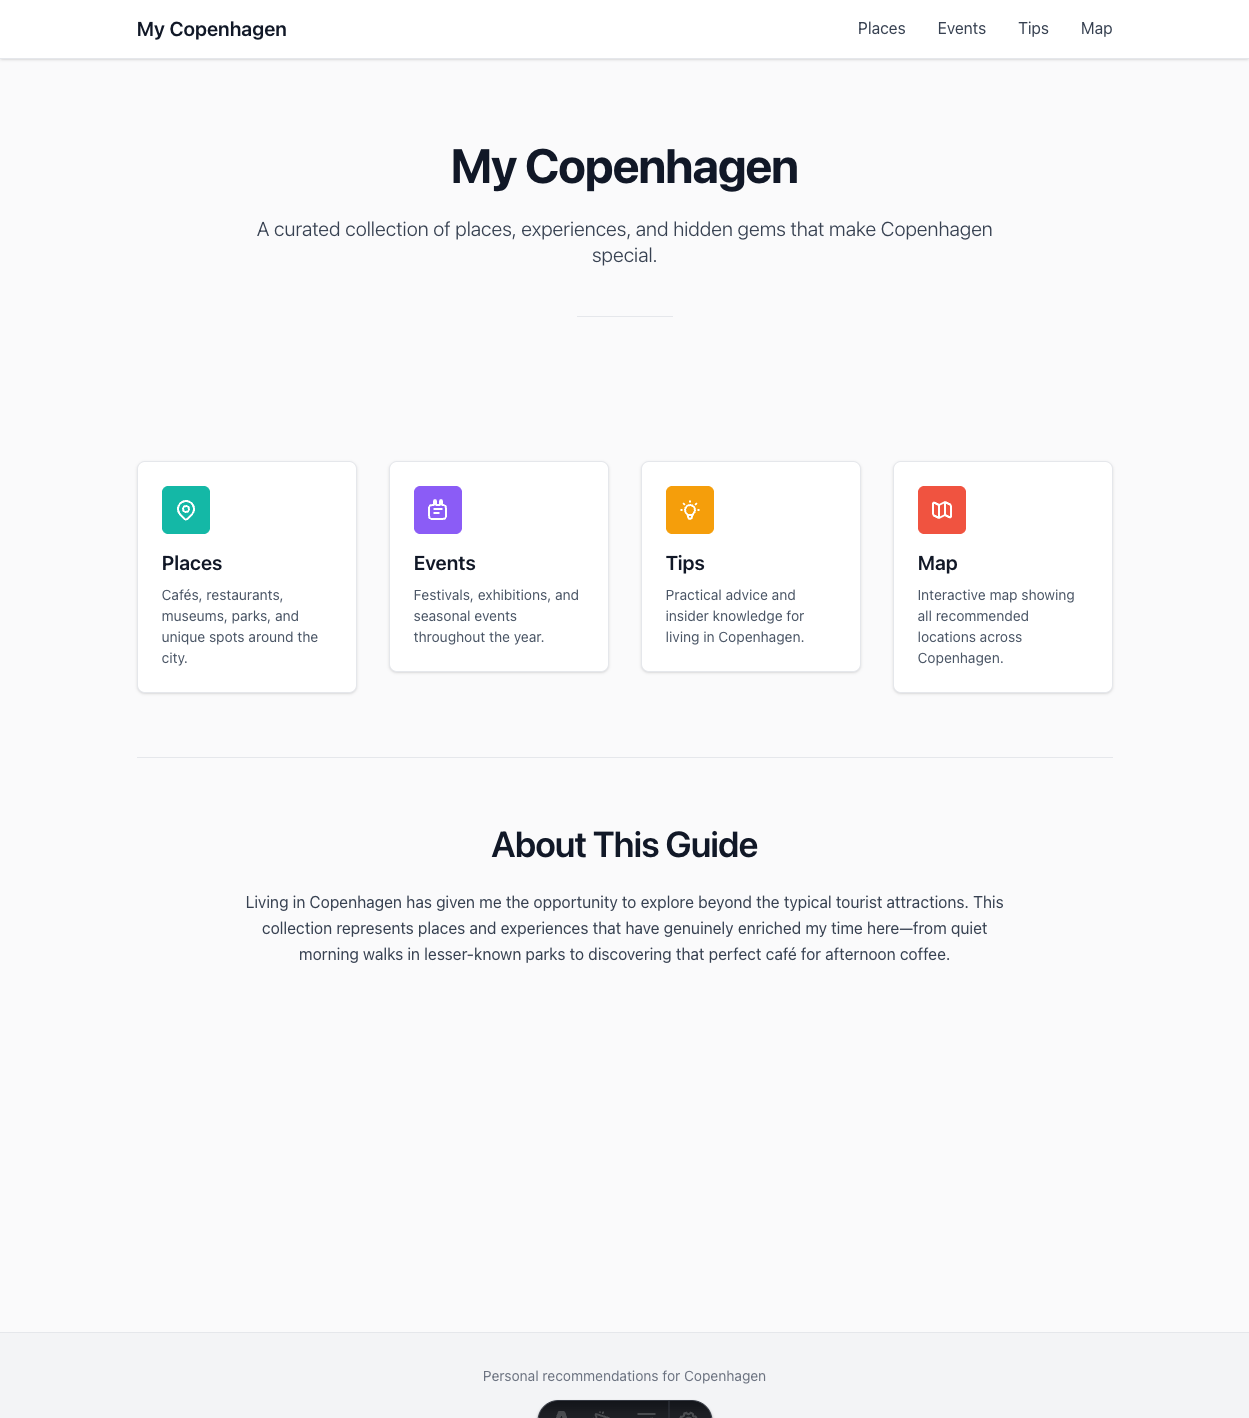 My Copenhagen
Places Events Tips Map
My Copenhagen
A curated collection of places, experiences, and hidden gems that make Copenhagen
special.
Places
Cafés, restaurants,
museums, parks, and
unique spots around the
city.
Events
Festivals, exhibitions, and
seasonal events
throughout the year.
Tips
Practical advice and
insider knowledge for
living in Copenhagen.
Map
Interactive map showing
all recommended
locations across
Copenhagen.
About This Guide
Living in Copenhagen has given me the opportunity to explore beyond the typical tourist attractions. This
collection represents places and experiences that have genuinely enriched my time here—from quiet
morning walks in lesser-known parks to discovering that perfect café for afternoon coffee.
Personal recommendations for Copenhagen